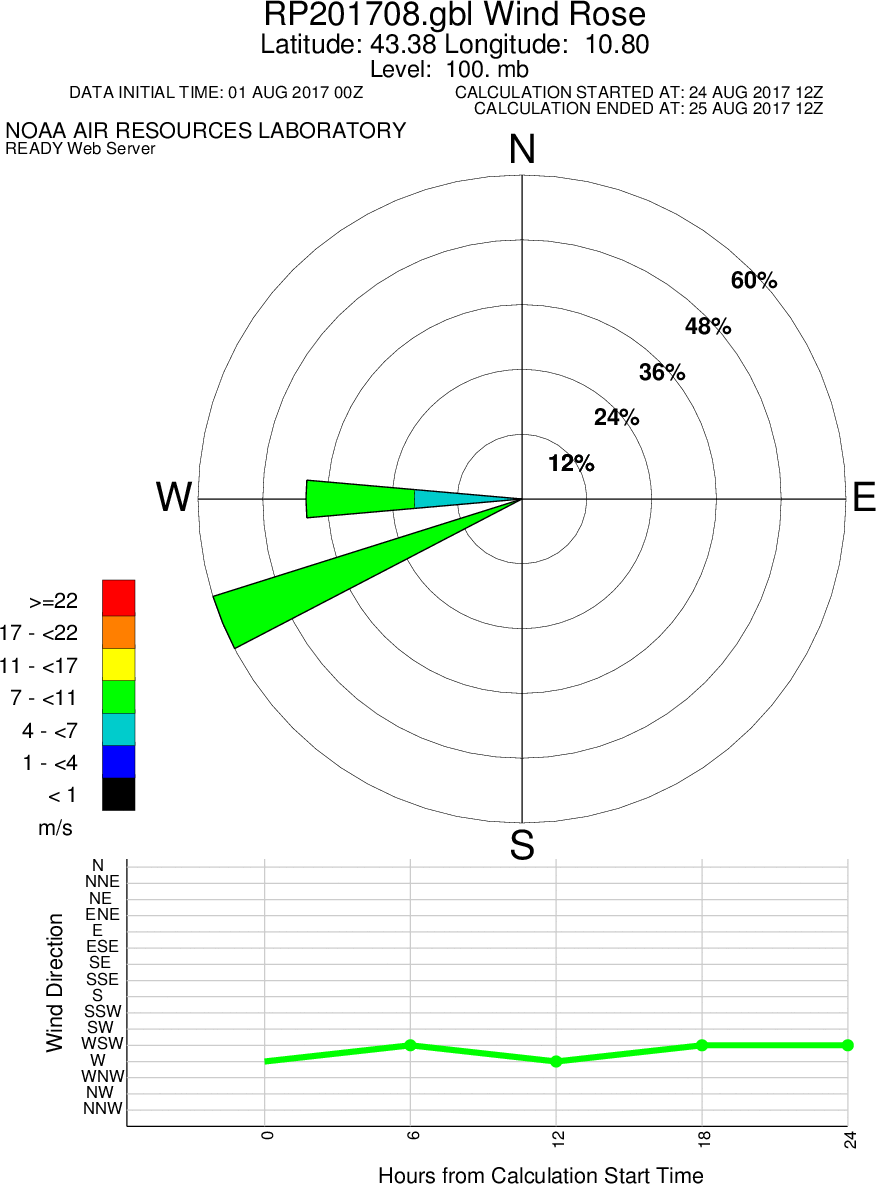 RP201708.gbl Wind Rose
Latitude: 43.38 Longitude:  10.80
Level:  100. mb
DATA INITIAL TIME: 01 AUG 2017 00Z
CALCULATION STARTED AT: 24 AUG 2017 12Z
CALCULATION ENDED AT: 25 AUG 2017 12Z
NOAA AIR RESOURCES LABORATORY
READY Web Server
N
60%
48%
36%
24%
12%
W
E
S
>=22
17 - <22
11 - <17
7 - <11
4 - <7
1 - <4
< 1
m/s
Wind Direction
N
NNE
NE
ENE
E
ESE
SE
SSE
S
SSW
SW
WSW
W
WNW
NW
NNW
0 6 12 18 24
Hours from Calculation Start Time